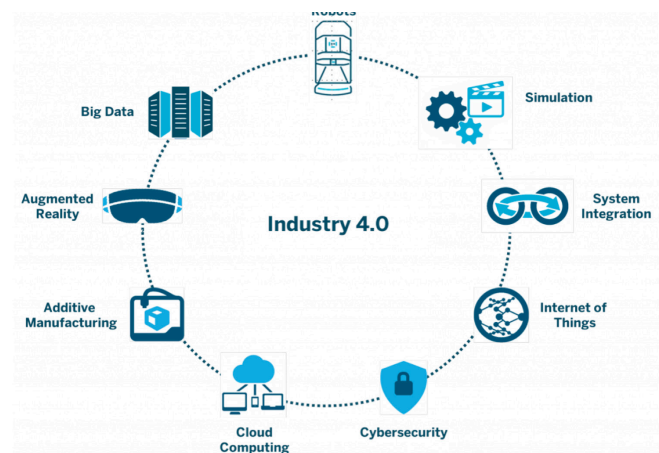 Robots
Simulation
Big Data
Augmented
Reality
System
Integration
Industry 4.0
Additive
Manufacturing
Internet of
Things
Cloud
Computing
Cybersecurity